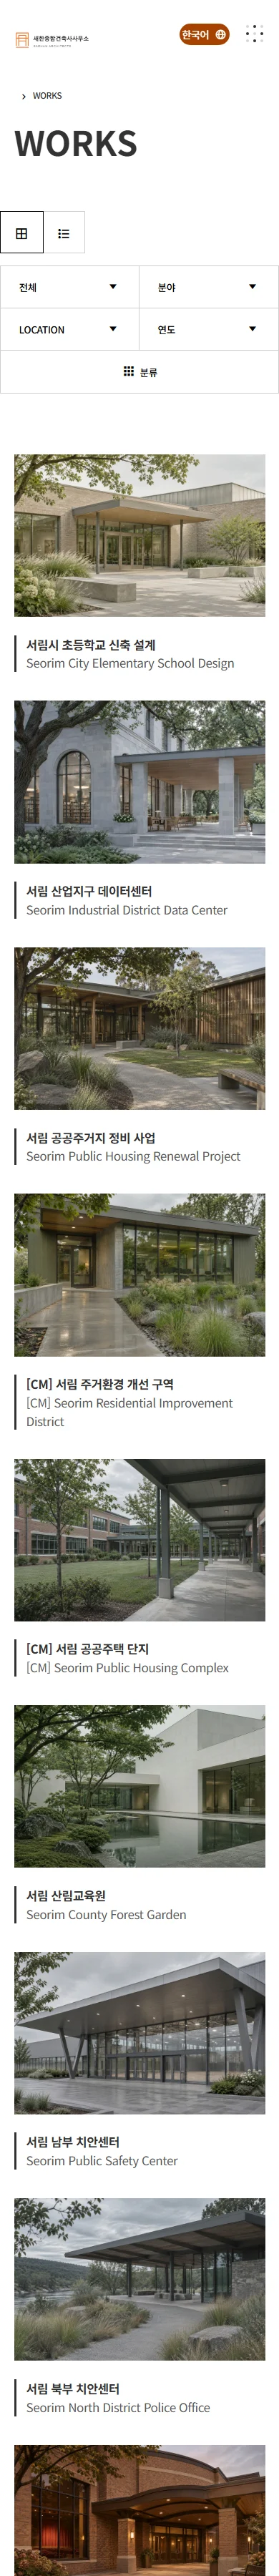 새한종합건축사사무소
한국어
WORKS
WORKS
전체
분야
LOCATION
연도
분류
서림시 초등학교 신축 설계
Seorim City Elementary School Design
서림 산업지구 데이터센터
Seorim Industrial District Data Center
서림 공공주거지 정비 사업
Seorim Public Housing Renewal Project
[CM] 서림 주거환경 개선 구역
[CM] Seorim Residential Improvement
District
[CM] 서림 공공주택 단지
[CM] Seorim Public Housing Complex
서림 산림교육원
Seorim County Forest Garden
서림 남부 치안센터
Seorim Public Safety Center
서림 북부 치안센터
Seorim North District Police Office